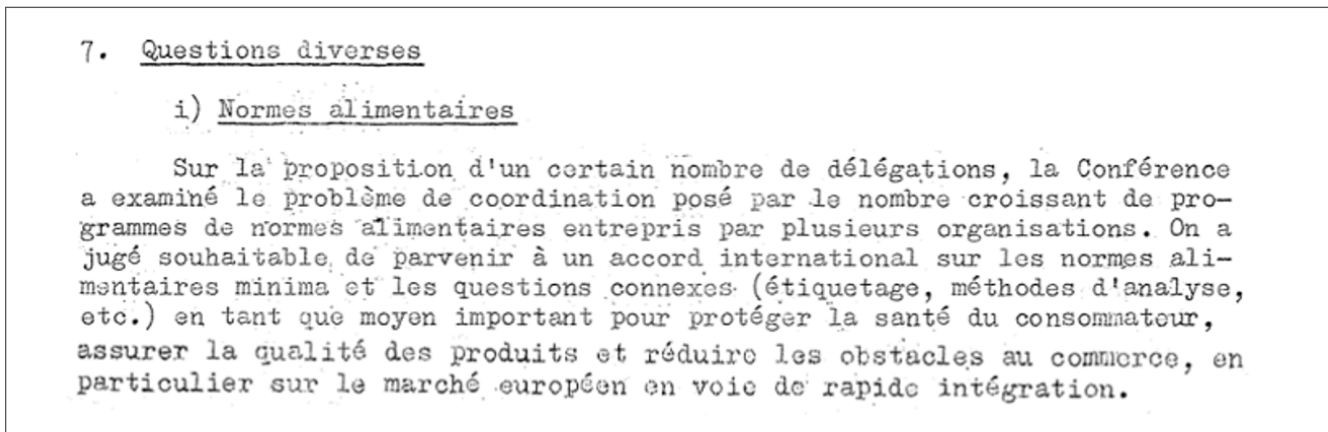 7. Questions diverses
i) Normes alimentaires
Sur la proposition d'un certain nombre de délégations, la Conférence
a examiné le problème de coordination posé par le nombre croissant de pro-
grammes de normes alimentaires entrepris par plusieurs organisations. On a
jugé souhaitable de parvenir à un accord international sur les normes ali-
mentaires minima et les questions connexes (étiquetage, méthodes d'analyse,
etc.) en tant que moyen important pour protéger la santé du consommateur,
assurer la qualité des produits et réduire les obstacles au commerce, en
particulier sur le marché européen en voie de rapide intégration.